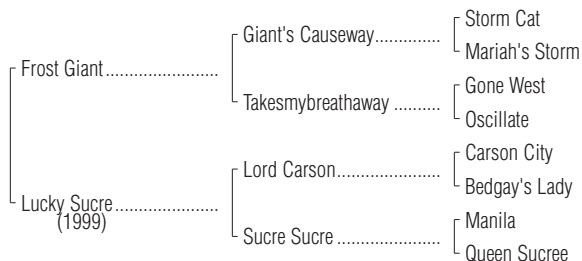 Storm Cat
Giant's Causeway..............
Mariah's Storm
Frost Giant........................
Gone West
Takesmybreathaway ..........
Oscillate
Carson City
Lord Carson......................
Bedgay's Lady
Lucky Sucre......................
(1999)
Manila
Sucre Sucre ......................
Queen Sucree